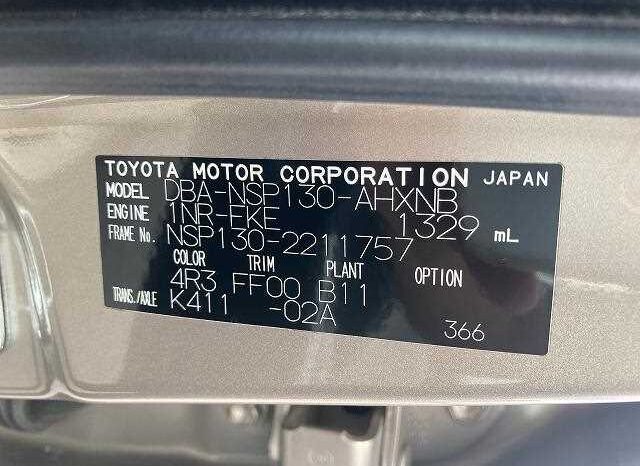 TOYOTA MOTOR CORPORATION JAPAN
MODEL DBA-NSP130-AHXNB
ENGINE 1NR-FKE 1329 mL
FRAME No. NSP130-2211757
COLOR TRIM PLANT OPTION
4R3 FF00 B11
TRANS./AXLE K411 -02A
366